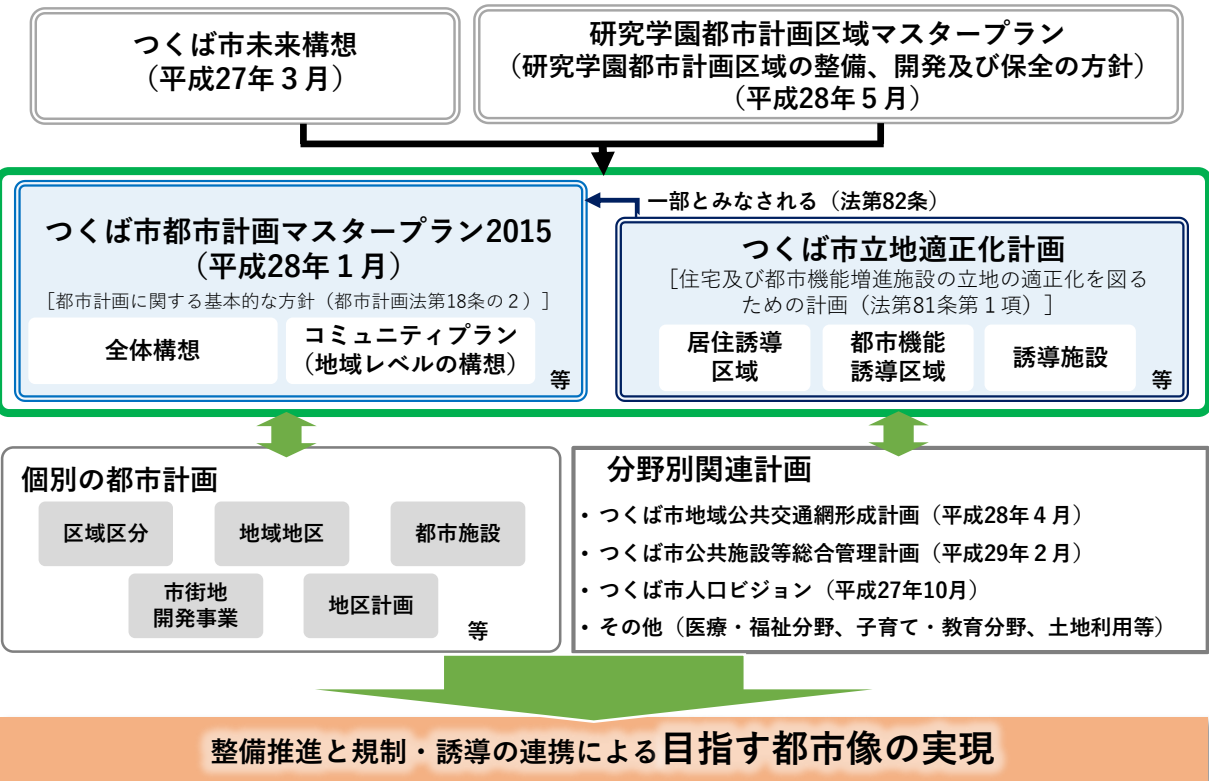 つくば市未来構想
（平成27年３月）
研究学園都市計画区域マスタープラン
（研究学園都市計画区域の整備、開発及び保全の方針）
（平成28年５月）
一部とみなされる（法第82条）
つくば市都市計画マスタープラン2015
（平成28年１月）
［都市計画に関する基本的な方針（都市計画法第18条の２）］
全体構想
コミュニティプラン
（地域レベルの構想）
等
つくば市立地適正化計画
［住宅及び都市機能増進施設の立地の適正化を図る
ための計画（法第81条第１項）］
居住誘導
区域
都市機能
誘導区域
誘導施設
等
個別の都市計画
区域区分
地域地区
都市施設
市街地
開発事業
地区計画
等
分野別関連計画
・つくば市地域公共交通網形成計画（平成28年４月）
・つくば市公共施設等総合管理計画（平成29年２月）
・つくば市人口ビジョン（平成27年10月）
・その他（医療・福祉分野、子育て・教育分野、土地利用等）
整備推進と規制・誘導の連携による目指す都市像の実現